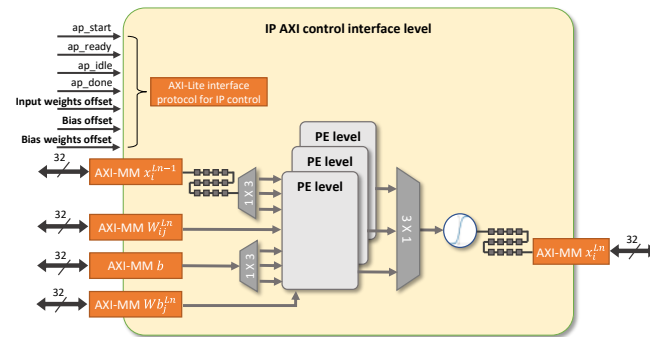 IP AXI control interface level
ap_start
ap_ready
ap_idle
ap_done
Input weights offset
Bias offset
Bias weights offset
AXI-Lite interface
protocol for IP control
PE level
PE level
PE level
32
AXI-MM x_i^{Ln-1}
1 X 3
32
AXI-MM W_{ij}^{Ln}
32
AXI-MM b
1 X 3
32
AXI-MM Wb_j^{Ln}
3 X 1
AXI-MM x_i^{Ln}
32